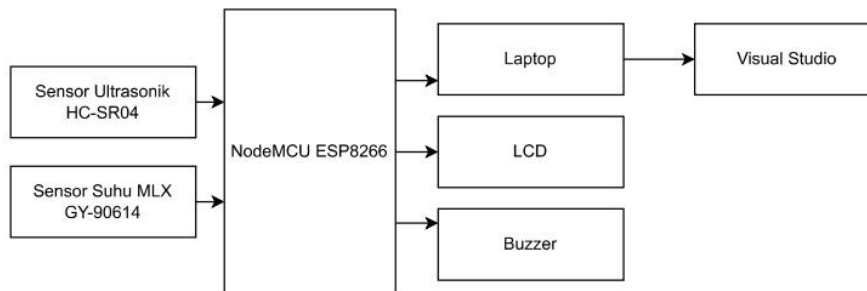 Sensor Ultrasonik
HC-SR04
Sensor Suhu MLX
GY-90614
NodeMCU ESP8266
Laptop
Visual Studio
LCD
Buzzer